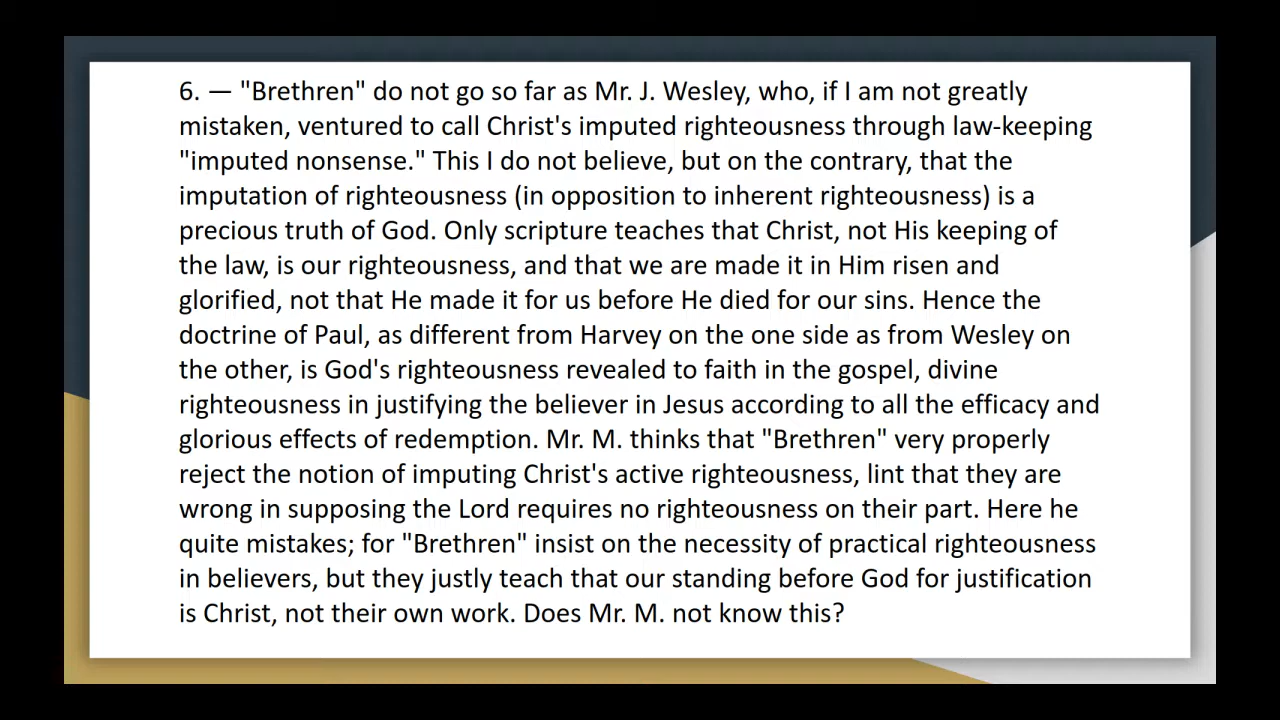 6. — "Brethren" do not go so far as Mr. J. Wesley, who, if I am not greatly
mistaken, ventured to call Christ's imputed righteousness through law-keeping
"imputed nonsense." This I do not believe, but on the contrary, that the
imputation of righteousness (in opposition to inherent righteousness) is a
precious truth of God. Only scripture teaches that Christ, not His keeping of
the law, is our righteousness, and that we are made it in Him risen and
glorified, not that He made it for us before He died for our sins. Hence the
doctrine of Paul, as different from Harvey on the one side as from Wesley on
the other, is God's righteousness revealed to faith in the gospel, divine
righteousness in justifying the believer in Jesus according to all the efficacy and
glorious effects of redemption. Mr. M. thinks that "Brethren" very properly
reject the notion of imputing Christ's active righteousness, lint that they are
wrong in supposing the Lord requires no righteousness on their part. Here he
quite mistakes; for "Brethren" insist on the necessity of practical righteousness
in believers, but they justly teach that our standing before God for justification
is Christ, not their own work. Does Mr. M. not know this?